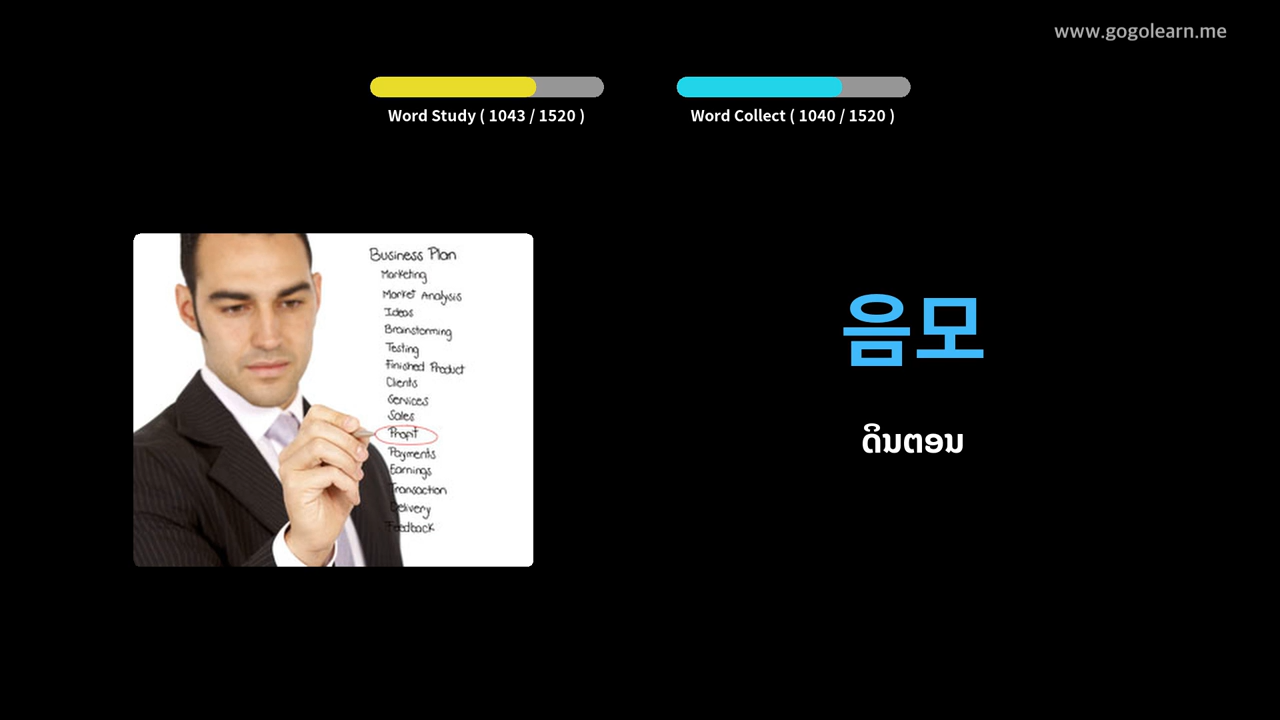 www.gogolearn.me
Word Study ( 1043 / 1520 )
Word Collect ( 1040 / 1520 )
Business Plan
Marketing
Market Analysis
Ideas
Brainstorming
Testing
Finished Product
Clients
Services
Sales
Profit
Payments
Earnings
Transaction
Delivery
Feedback
음모
ດິນຕອນ